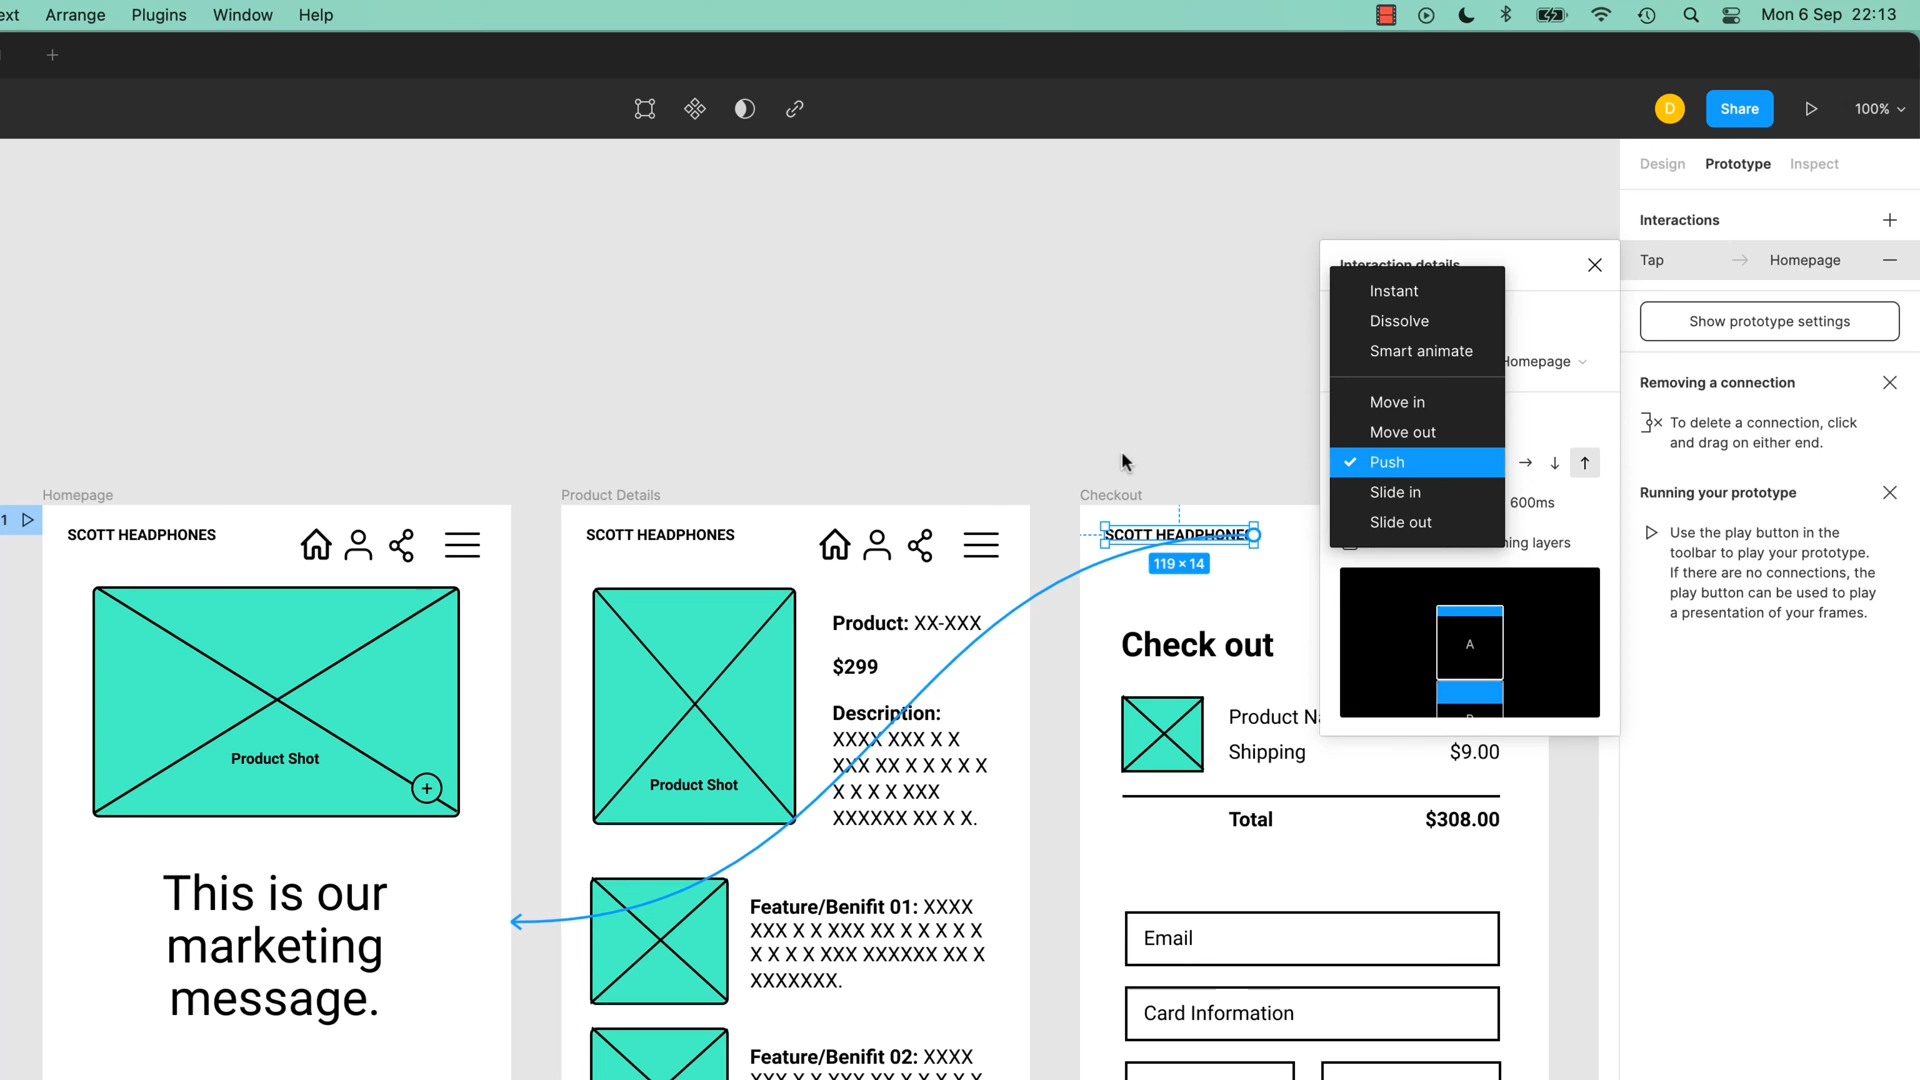 ext Arrange Plugins Window Help
Mon 6 Sep 22:13
D Share 100%
Design Prototype Inspect
Interactions
Tap Homepage
Show prototype settings
Removing a connection
To delete a connection, click
and drag on either end.
Running your prototype
Use the play button in the
toolbar to play your prototype.
If there are no connections, the
play button can be used to play
a presentation of your frames.
Interaction details
Instant
Dissolve
Smart animate
Homepage
Move in
Move out
Push
Slide in
600ms
Slide out
ing layers
A
Homepage
1
SCOTT HEADPHONES
Product Shot
This is our
marketing
message.
Product Details
SCOTT HEADPHONES
Product Shot
Product: XX-XXX
$299
Description:
XXXX XXX X X
XXX XX X X X X X
X X X X XXX
XXXXXX XX X X.
Feature/Benifit 01: XXXX
XXX X X XXX XX X X X X X
X X X X XXX XXXXXX XX X
XXXXXXX.
Feature/Benifit 02: XXXX
Checkout
SCOTT HEADPHONES
119 × 14
Check out
Product Na
Shipping $9.00
Total $308.00
Email
Card Information